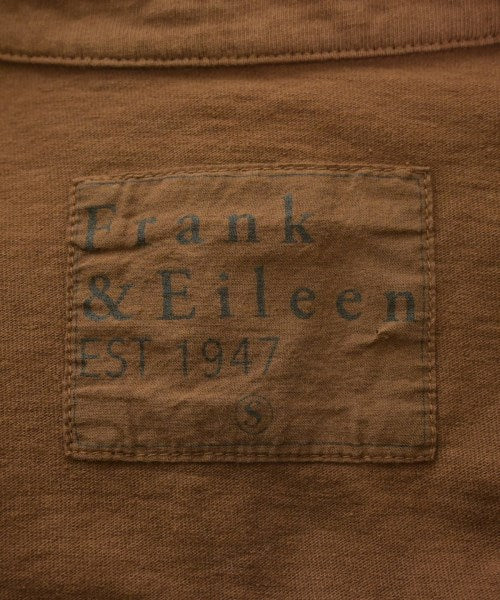 Frank
& Eileen
EST 1947
S